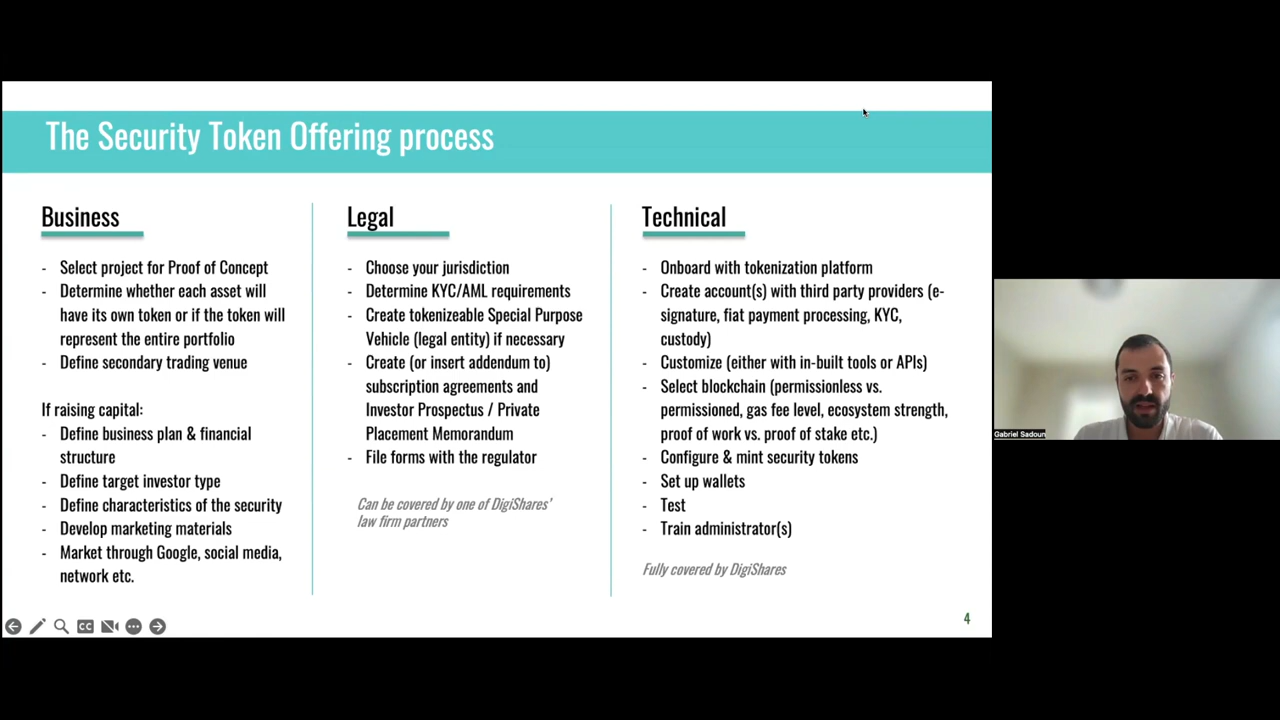 The Security Token Offering process
Business
- Select project for Proof of Concept
- Determine whether each asset will
have its own token or if the token will
represent the entire portfolio
- Define secondary trading venue
If raising capital:
- Define business plan & financial
structure
- Define target investor type
- Define characteristics of the security
- Develop marketing materials
- Market through Google, social media,
network etc.
Legal
- Choose your jurisdiction
- Determine KYC/AML requirements
- Create tokenizeable Special Purpose
Vehicle (legal entity) if necessary
- Create (or insert addendum to)
subscription agreements and
Investor Prospectus / Private
Placement Memorandum
- File forms with the regulator
Can be covered by one of DigiShares'
law firm partners
Technical
- Onboard with tokenization platform
- Create account(s) with third party providers (e-
signature, fiat payment processing, KYC,
custody)
- Customize (either with in-built tools or APIs)
- Select blockchain (permissionless vs.
permissioned, gas fee level, ecosystem strength,
proof of work vs. proof of stake etc.)
- Configure & mint security tokens
- Set up wallets
- Test
- Train administrator(s)
Fully covered by DigiShares
CC
4
Gabriel Sadoun